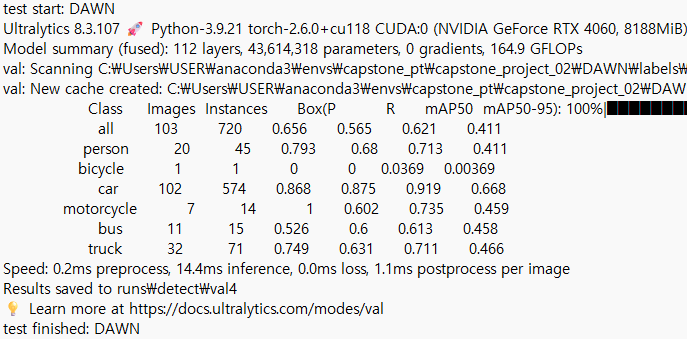 test start: DAWN
Ultralytics 8.3.107 🚀 Python-3.9.21 torch-2.6.0+cu118 CUDA:0 (NVIDIA GeForce RTX 4060, 8188MiB)
Model summary (fused): 112 layers, 43,614,318 parameters, 0 gradients, 164.9 GFLOPs
val: Scanning C:₩Users₩USER₩anaconda3₩envs₩capstone_pt₩capstone_project_02₩DAWN₩labels₩
val: New cache created: C:₩Users₩USER₩anaconda3₩envs₩capstone_pt₩capstone_project_02₩DAW
Class Images Instances Box(P R mAP50 mAP50-95): 100%|
all 103 720 0.656 0.565 0.621 0.411
person 20 45 0.793 0.68 0.713 0.411
bicycle 1 1 0 0 0.0369 0.00369
car 102 574 0.868 0.875 0.919 0.668
motorcycle 7 14 1 0.602 0.735 0.459
bus 11 15 0.526 0.6 0.613 0.458
truck 32 71 0.749 0.631 0.711 0.466
Speed: 0.2ms preprocess, 14.4ms inference, 0.0ms loss, 1.1ms postprocess per image
Results saved to runs₩detect₩val4
💡 Learn more at https://docs.ultralytics.com/modes/val
test finished: DAWN